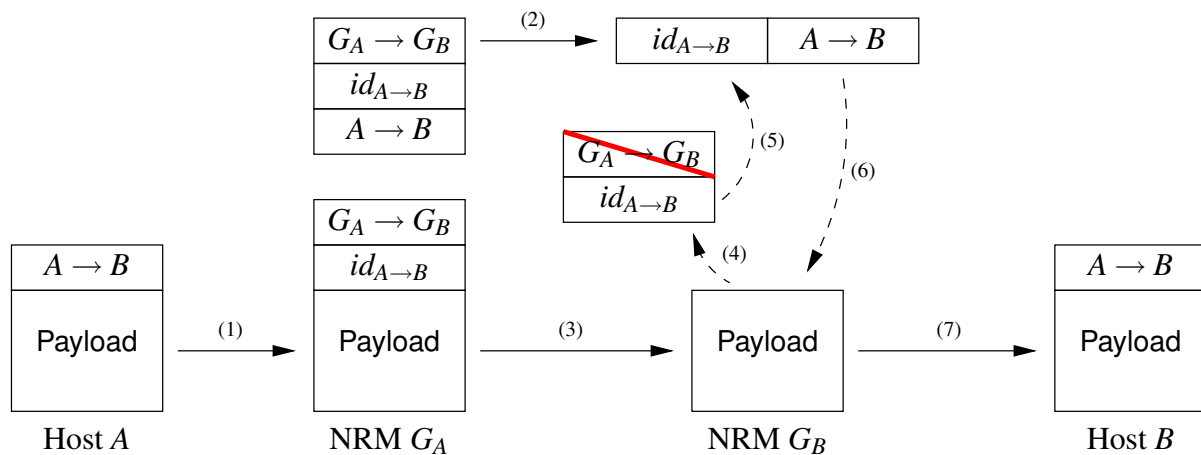 G_A → G_B (2) id_{A→B} A → B
id_{A→B}
A → B
G_A → G_B (5)
id_{A→B} (6)
G_A → G_B
id_{A→B} (4)
A → B
A → B
Payload (1) Payload (3) Payload (7) Payload
Host A NRM G_A NRM G_B Host B